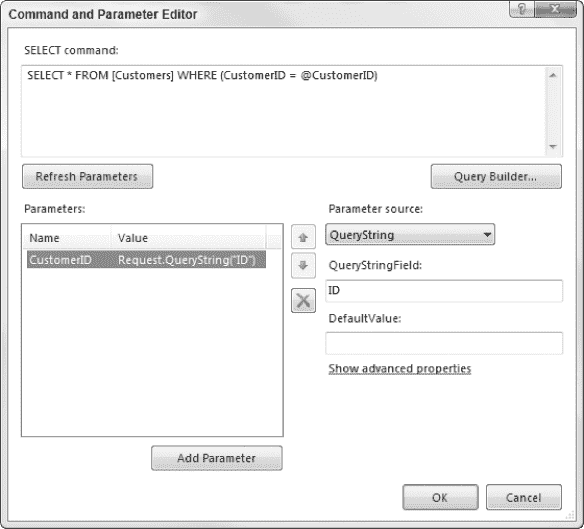 Command and Parameter Editor
SELECT command:
SELECT * FROM [Customers] WHERE (CustomerID = @CustomerID)
Refresh Parameters
Query Builder...
Parameters:
Name Value
CustomerID Request.QueryString("ID")
Add Parameter
Parameter source:
QueryString
QueryStringField:
ID
DefaultValue:
Show advanced properties
OK
Cancel